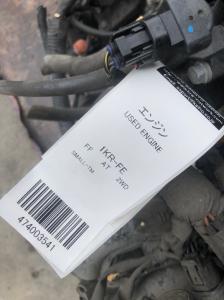 エンジン
USED ENGINE
1KR-FE
FF AT 2WD
SMALL-TM
474003541